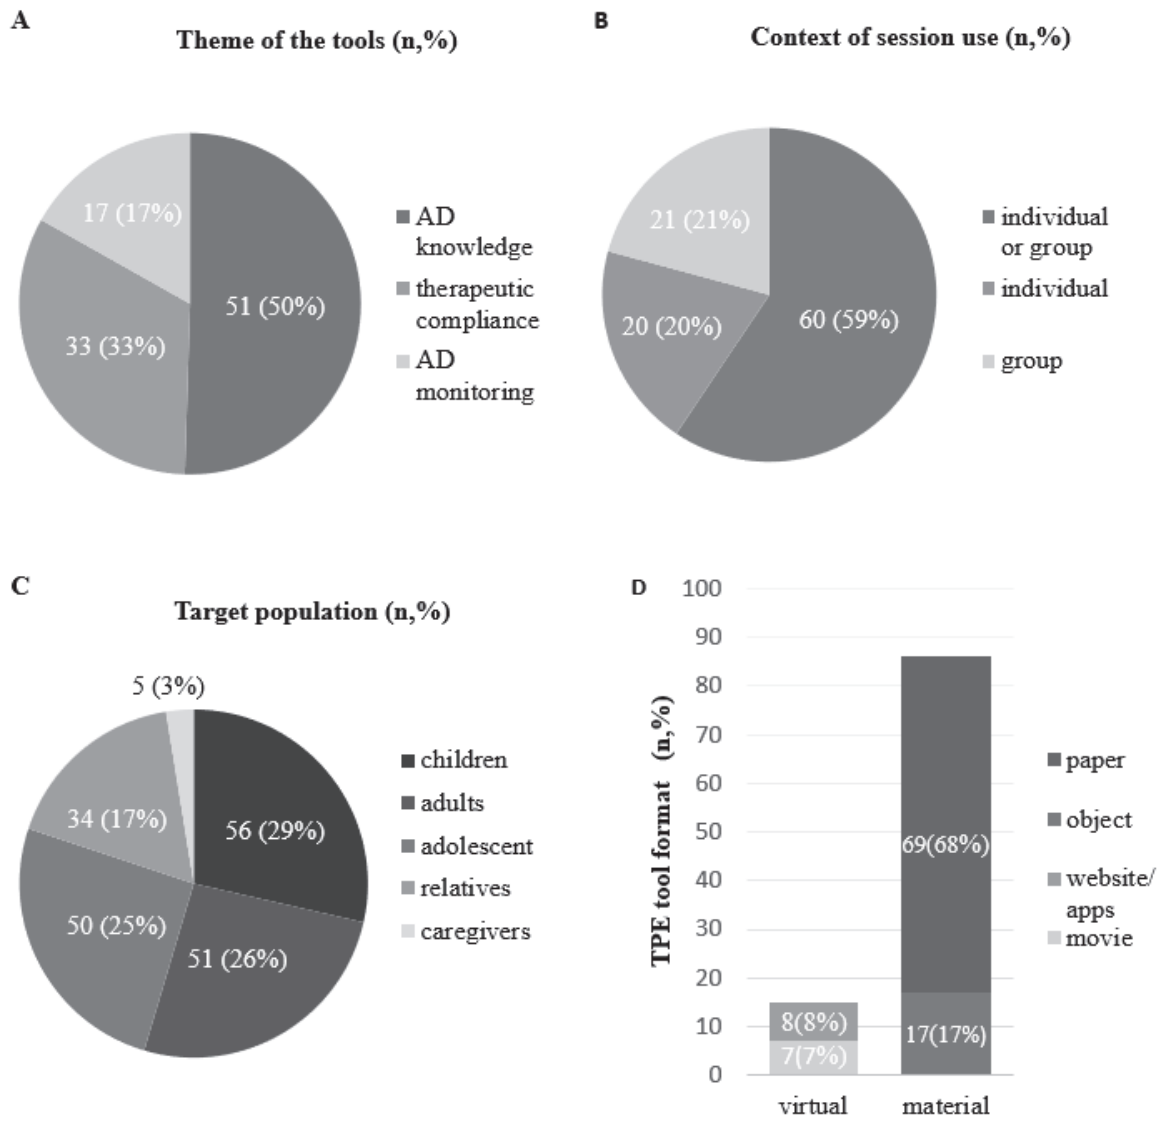 A
Theme of the tools (n,%)
17 (17%)
51 (50%)
33 (33%)
AD
knowledge
therapeutic
compliance
AD
monitoring
B
Context of session use (n,%)
21 (21%)
20 (20%)
60 (59%)
individual
or group
individual
group
C
Target population (n,%)
5 (3%)
34 (17%)
56 (29%)
50 (25%)
51 (26%)
children
adults
adolescent
relatives
caregivers
D
TPE tool format (n,%)
100
90
80
70
60
50
40
30
20
10
0
69(68%)
8(8%)
17(17%)
7(7%)
virtual
material
paper
object
website/
apps
movie